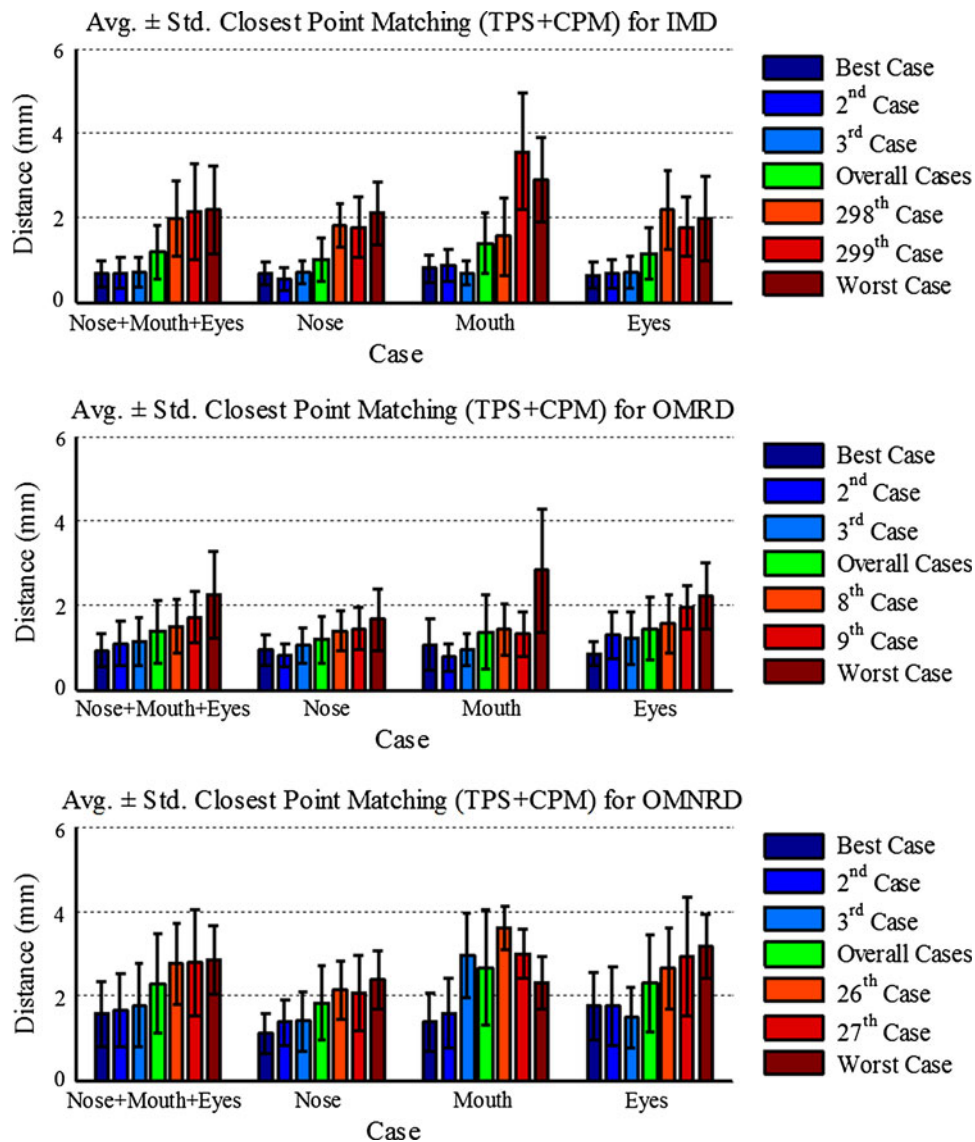 Avg. ± Std. Closest Point Matching (TPS+CPM) for IMD
6
4
2
0
Distance (mm)
Nose+Mouth+Eyes Nose Mouth Eyes
Case
Best Case
2nd Case
3rd Case
Overall Cases
298th Case
299th Case
Worst Case
Avg. ± Std. Closest Point Matching (TPS+CPM) for OMRD
6
4
2
0
Distance (mm)
Nose+Mouth+Eyes Nose Mouth Eyes
Case
Best Case
2nd Case
3rd Case
Overall Cases
8th Case
9th Case
Worst Case
Avg. ± Std. Closest Point Matching (TPS+CPM) for OMNRD
6
4
2
0
Distance (mm)
Nose+Mouth+Eyes Nose Mouth Eyes
Case
Best Case
2nd Case
3rd Case
Overall Cases
26th Case
27th Case
Worst Case